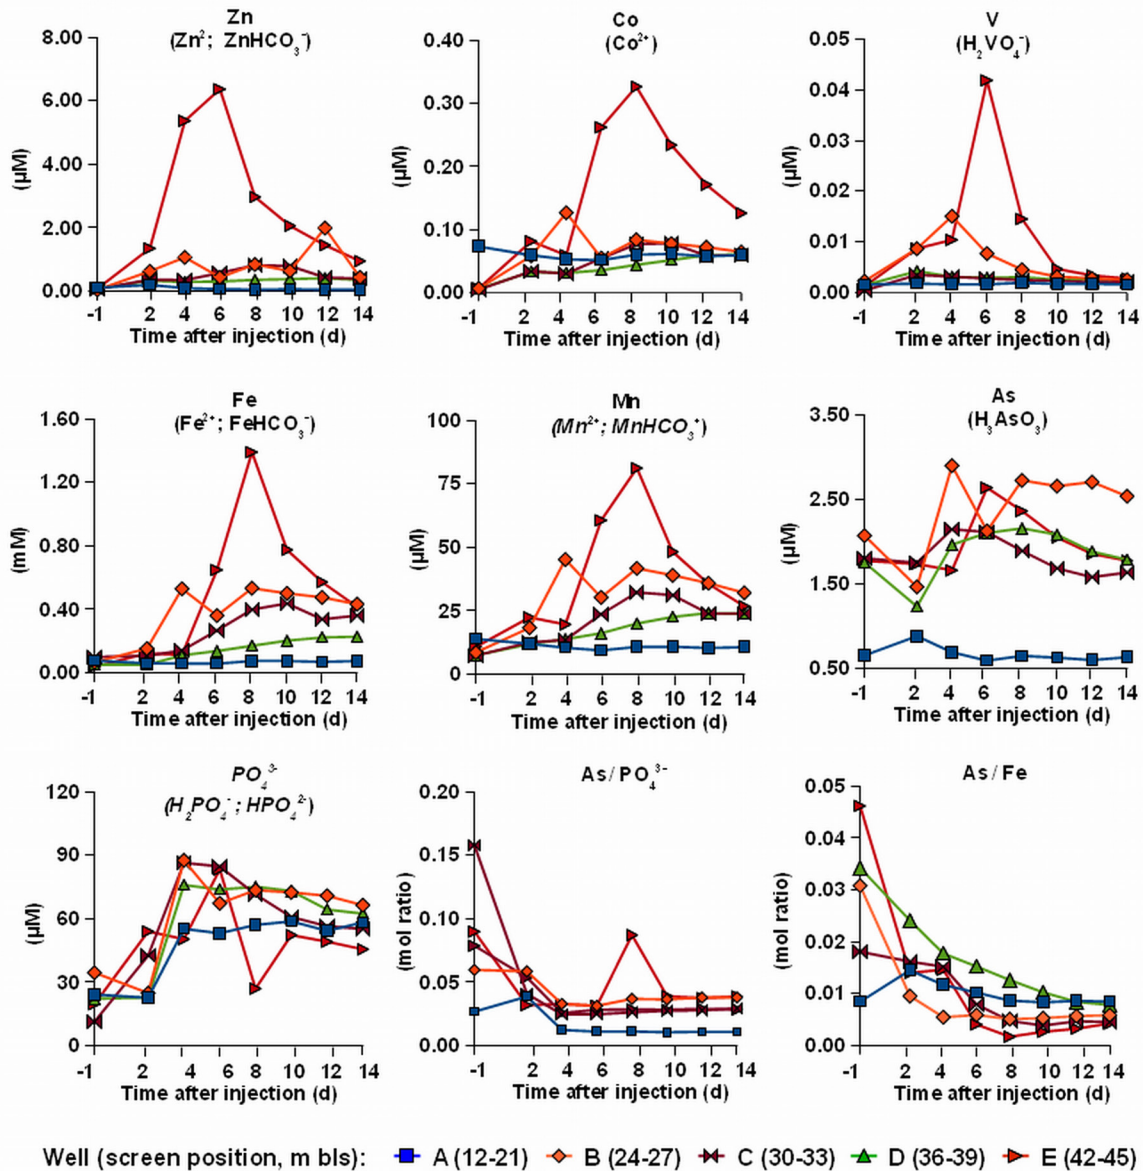 Zn
(Zn²; ZnHCO₃⁻)
8.00
6.00
4.00
2.00
0.00
(µM)
-1 2 4 6 8 10 12 14
Time after injection (d)
Co
(Co²⁺)
0.40
0.30
0.20
0.10
0.00
(µM)
-1 2 4 6 8 10 12 14
Time after injection (d)
V
(H₂VO₄⁻)
0.05
0.04
0.03
0.02
0.01
0.00
(µM)
-1 2 4 6 8 10 12 14
Time after injection (d)
Fe
(Fe²⁺; FeHCO₃⁻)
1.60
1.20
0.80
0.40
0.00
(mM)
-1 2 4 6 8 10 12 14
Time after injection (d)
Mn
(Mn²⁺; MnHCO₃⁺)
100
75
50
25
0
(µM)
-1 2 4 6 8 10 12 14
Time after injection (d)
As
(H₃AsO₃)
3.50
2.50
1.50
0.50
(µM)
-1 2 4 6 8 10 12 14
Time after injection (d)
PO₄³⁻
(H₂PO₄⁻; HPO₄²⁻)
120
90
60
30
0
(µM)
-1 2 4 6 8 10 12 14
Time after injection (d)
As/PO₄³⁻
0.20
0.15
0.10
0.05
0.00
(mol ratio)
-1 2 4 6 8 10 12 14
Time after injection (d)
As/Fe
0.05
0.04
0.03
0.02
0.01
0.00
(mol ratio)
-1 2 4 6 8 10 12 14
Time after injection (d)
Well (screen position, m bls): A (12-21) B (24-27) C (30-33) D (36-39) E (42-45)